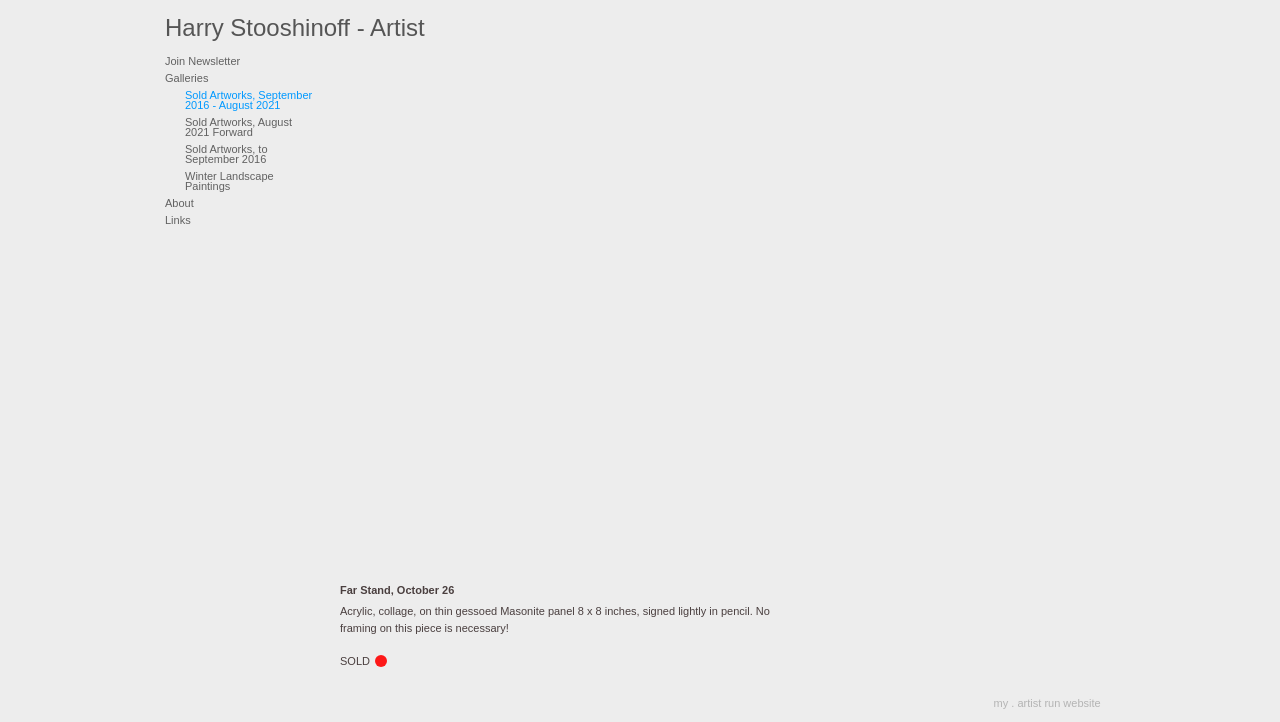 Harry Stooshinoff - Artist
Join Newsletter
Galleries
Sold Artworks, September
2016 - August 2021
Sold Artworks, August
2021 Forward
Sold Artworks, to
September 2016
Winter Landscape
Paintings
About
Links
Far Stand, October 26
Acrylic, collage, on thin gessoed Masonite panel 8 x 8 inches, signed lightly in pencil. No
framing on this piece is necessary!
SOLD
my . artist run website